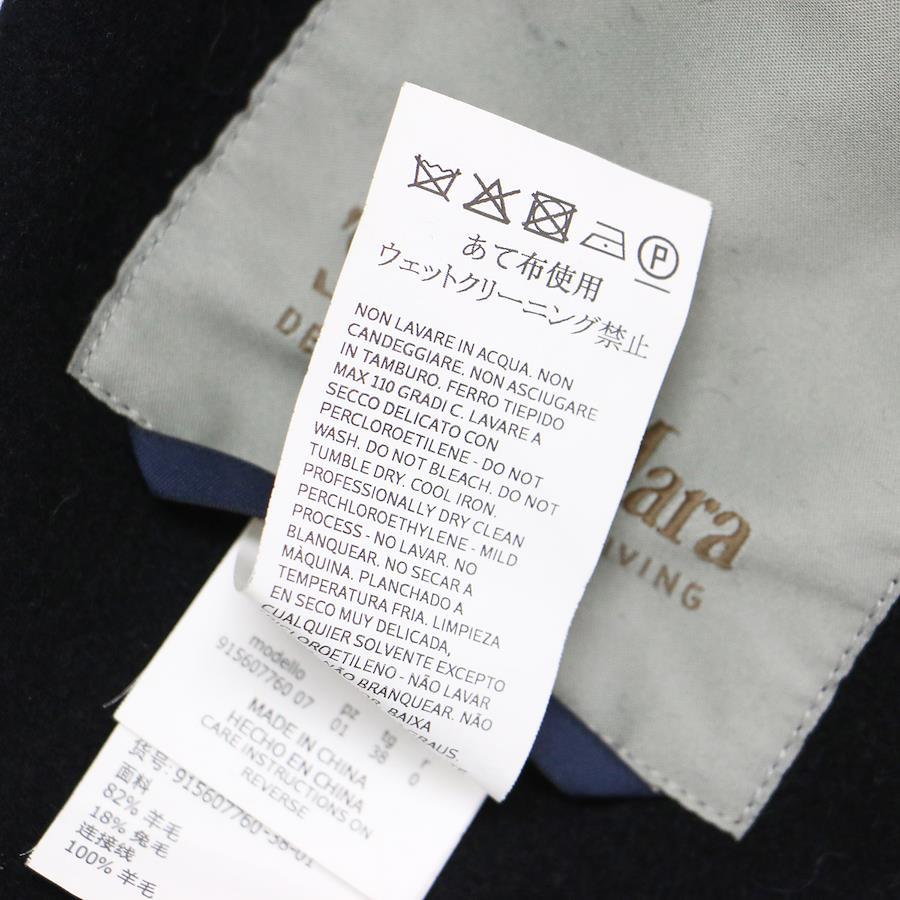 P
あて布使用
ウェットクリーニング禁止
NON LAVARE IN ACQUA. NON
CANDEGGIARE. NON ASCIUGARE
IN TAMBURO. FERRO TIEPIDO
MAX 110 GRADI C. LAVARE A
SECCO DELICATO CON
PERCLOROETILENE - DO NOT
WASH. DO NOT BLEACH. DO NOT
TUMBLE DRY. COOL IRON.
PROFESSIONALLY DRY CLEAN
PERCHLOROETHYLENE - MILD
PROCESS - NO LAVAR. NO
BLANQUEAR. NO SECAR A
MÀQUINA. PLANCHADO A
TEMPERATURA FRIA. LIMPIEZA
EN SECO MUY DELICADA,
CUALQUIER SOLVENTE EXCEPTO
NÃO LAVAR
NÃO BRANQUEAR. NÃO
BAIXA
Mara
modello pz tg r
915607760 07 01 38 0
MADE IN CHINA
HECHO EN CHINA
CARE INSTRUCTIONS ON
REVERSE
货号:915607760-38-01
面料
82% 羊毛
18% 兔毛
连接线
100% 羊毛